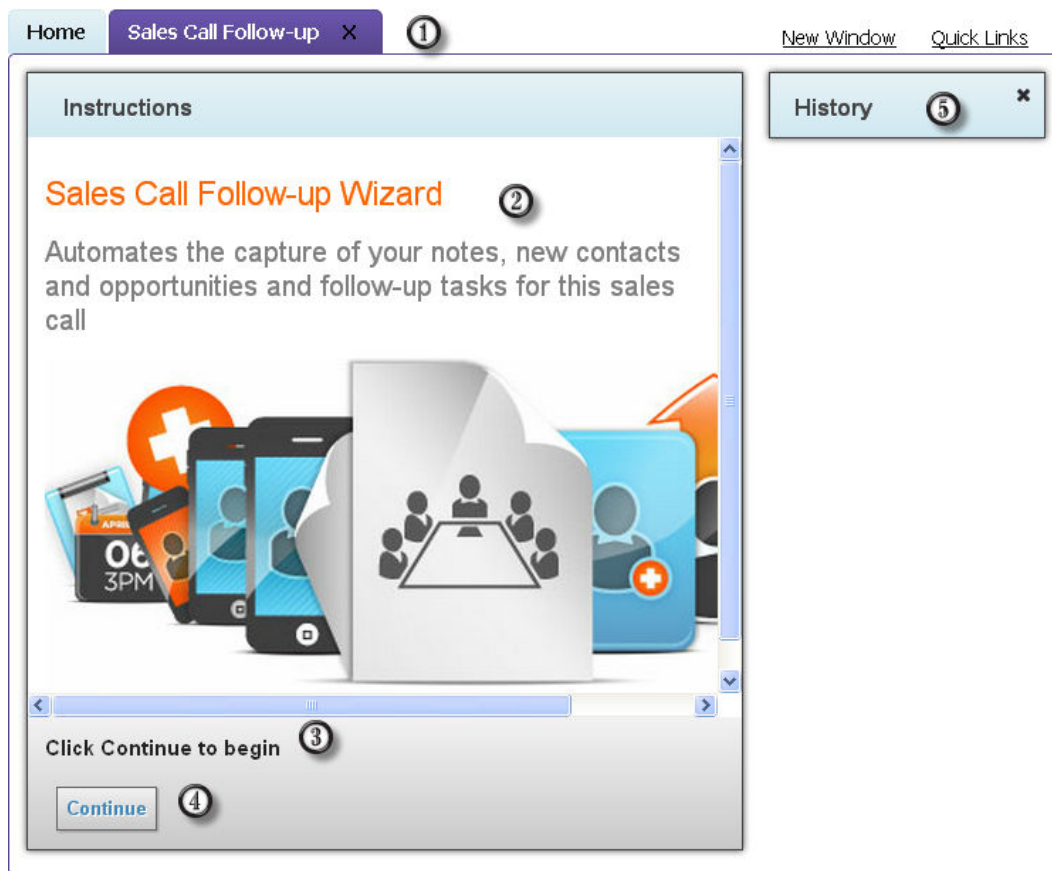 Home
Sales Call Follow-up X
1
New Window Quick Links
Instructions
History
5
Sales Call Follow-up Wizard
2
Automates the capture of your notes, new contacts
and opportunities and follow-up tasks for this sales
call
06
3PM
Click Continue to begin
3
Continue
4